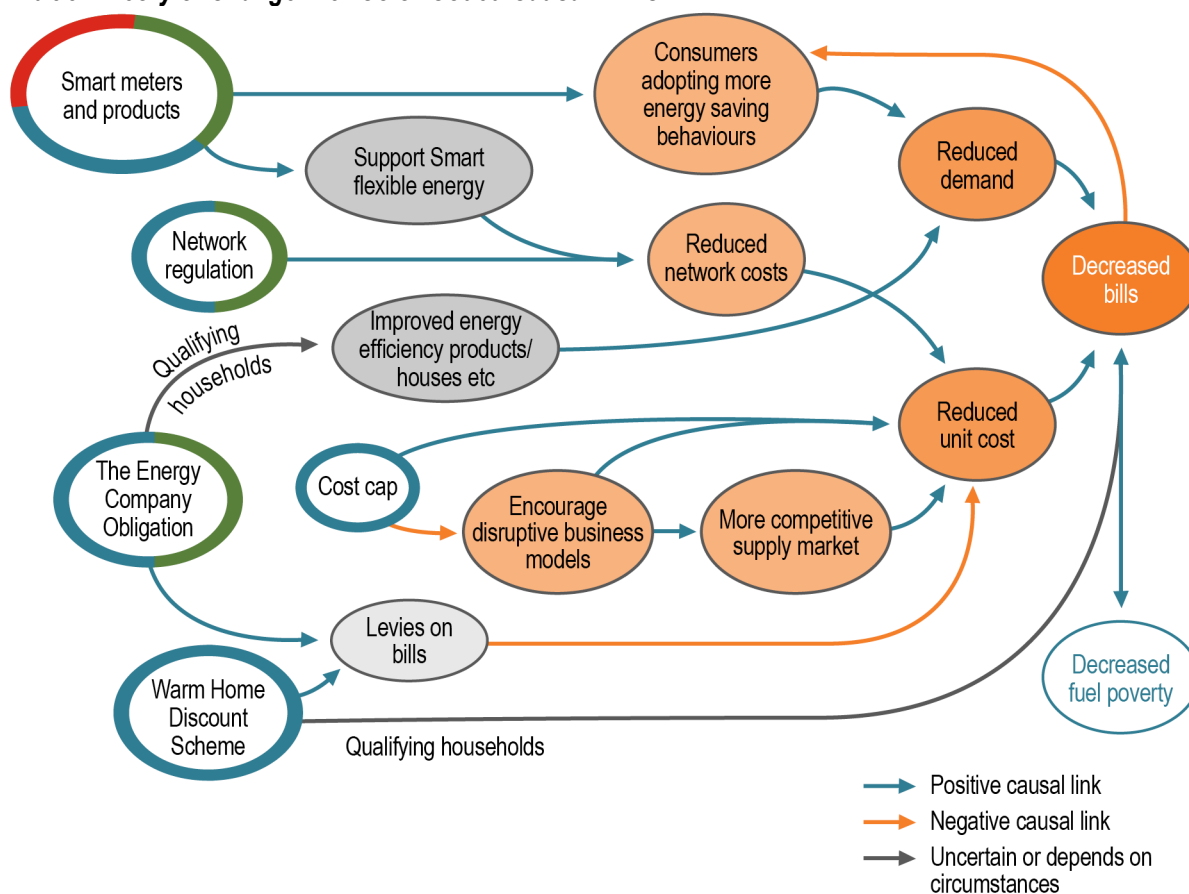 Smart meters
and products
Consumers
adopting more
energy saving
behaviours
Support Smart
flexible energy
Reduced
demand
Network
regulation
Reduced
network costs
Decreased
bills
Improved energy
efficiency products/
houses etc
Qualifying
households
Reduced
unit cost
The Energy
Company
Obligation
Cost cap
Encourage
disruptive business
models
More competitive
supply market
Levies on
bills
Decreased
fuel poverty
Warm Home
Discount
Scheme
Qualifying households
Positive causal link
Negative causal link
Uncertain or depends on
circumstances